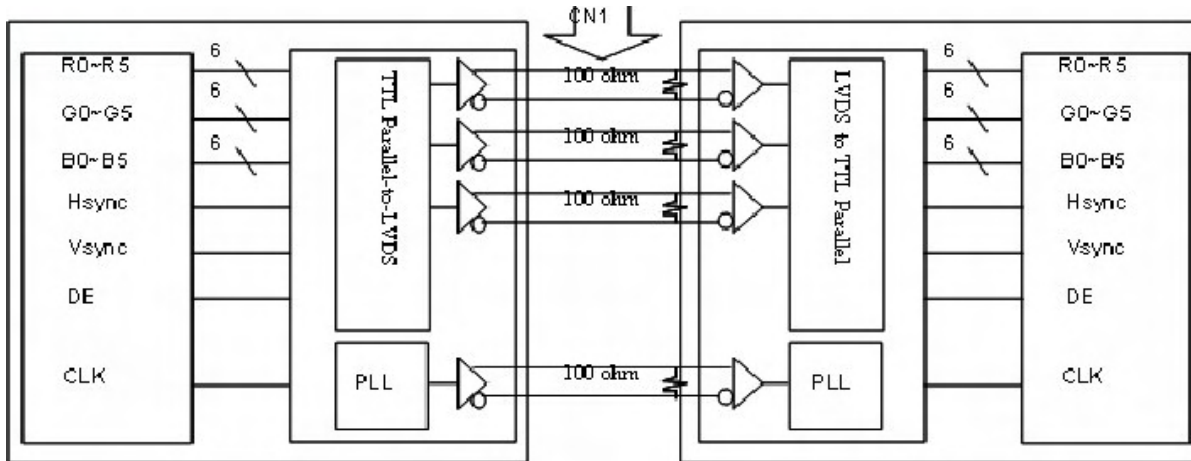 CN1
6
R0~R5
6
G0~G5
6
B0~B5
Hsync
Vsync
DE
CLK
TTL Parallel-to-LVDS
PLL
100 ohm
100 ohm
100 ohm
100 ohm
LVDS to TTL Parallel
PLL
6
R0~R5
6
G0~G5
6
B0~B5
Hsync
Vsync
DE
CLK